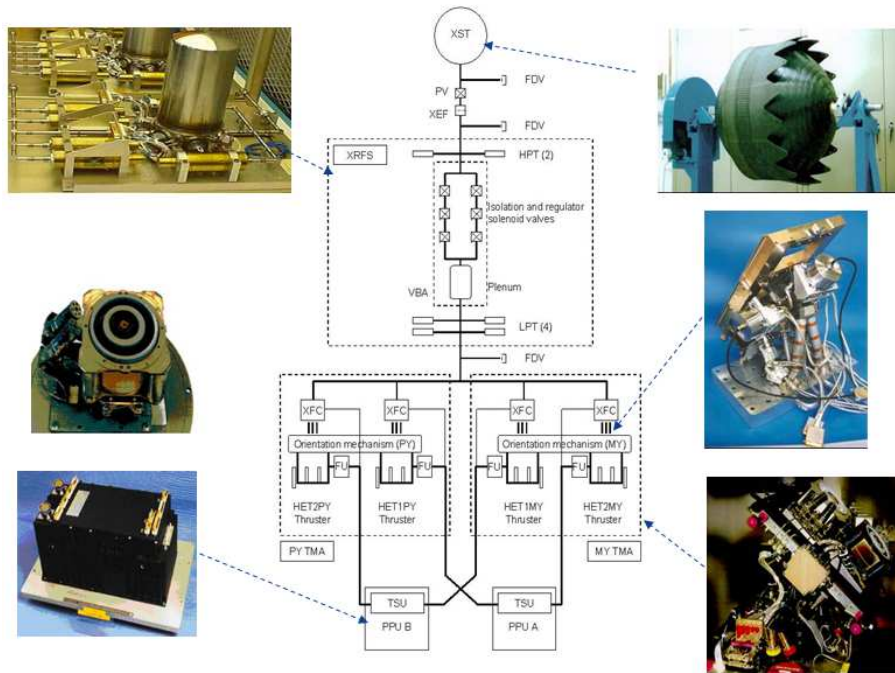 XST
FDV
PV
XEF
FDV
XRFS
HPT (2)
Isolation and regulator
solenoid valves
VBA
Plenum
LPT (4)
FDV
XFC
XFC
XFC
XFC
Orientation mechanism (PY)
Orientation mechanism (MY)
FU
FU
FU
FU
HET2PY
Thruster
HET1PY
Thruster
HET1MY
Thruster
HET2MY
Thruster
PY TMA
MY TMA
TSU
TSU
PPU B
PPU A